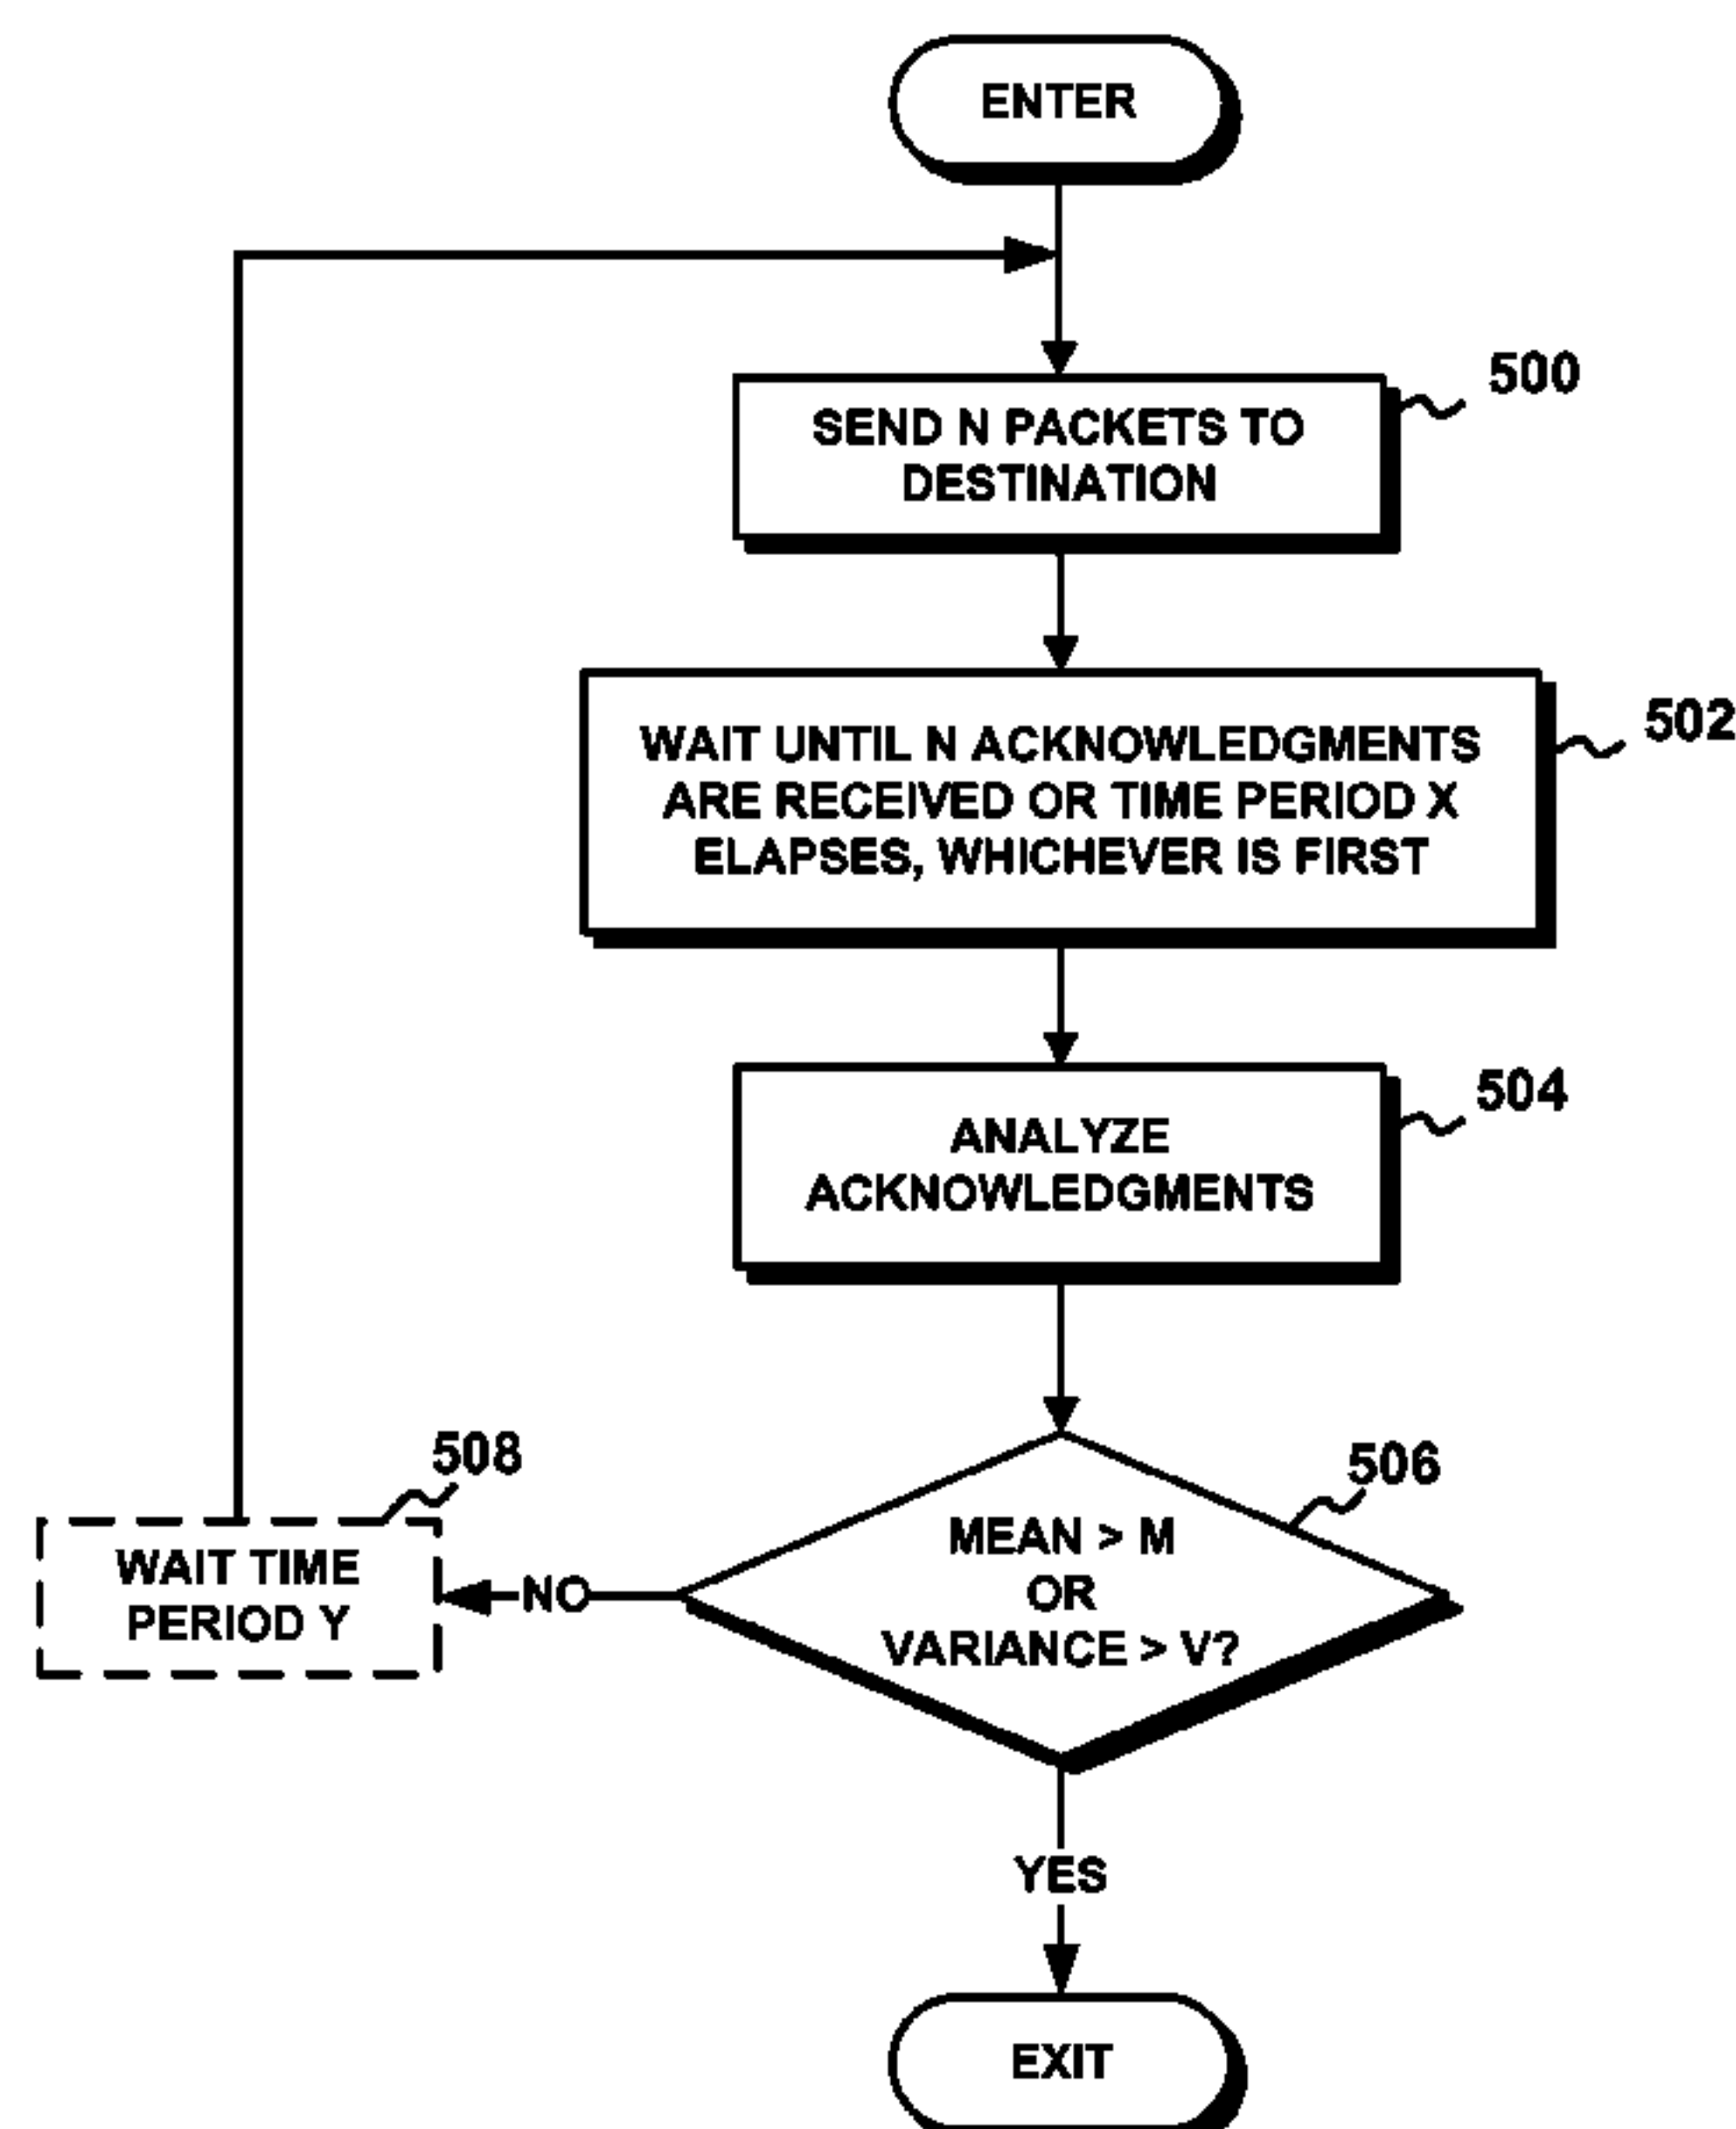 ENTER
500
SEND N PACKETS TO
DESTINATION
502
WAIT UNTIL N ACKNOWLEDGMENTS
ARE RECEIVED OR TIME PERIOD X
ELAPSES, WHICHEVER IS FIRST
504
ANALYZE
ACKNOWLEDGMENTS
506
MEAN > M
OR
VARIANCE > V?
NO
508
WAIT TIME
PERIOD Y
YES
EXIT